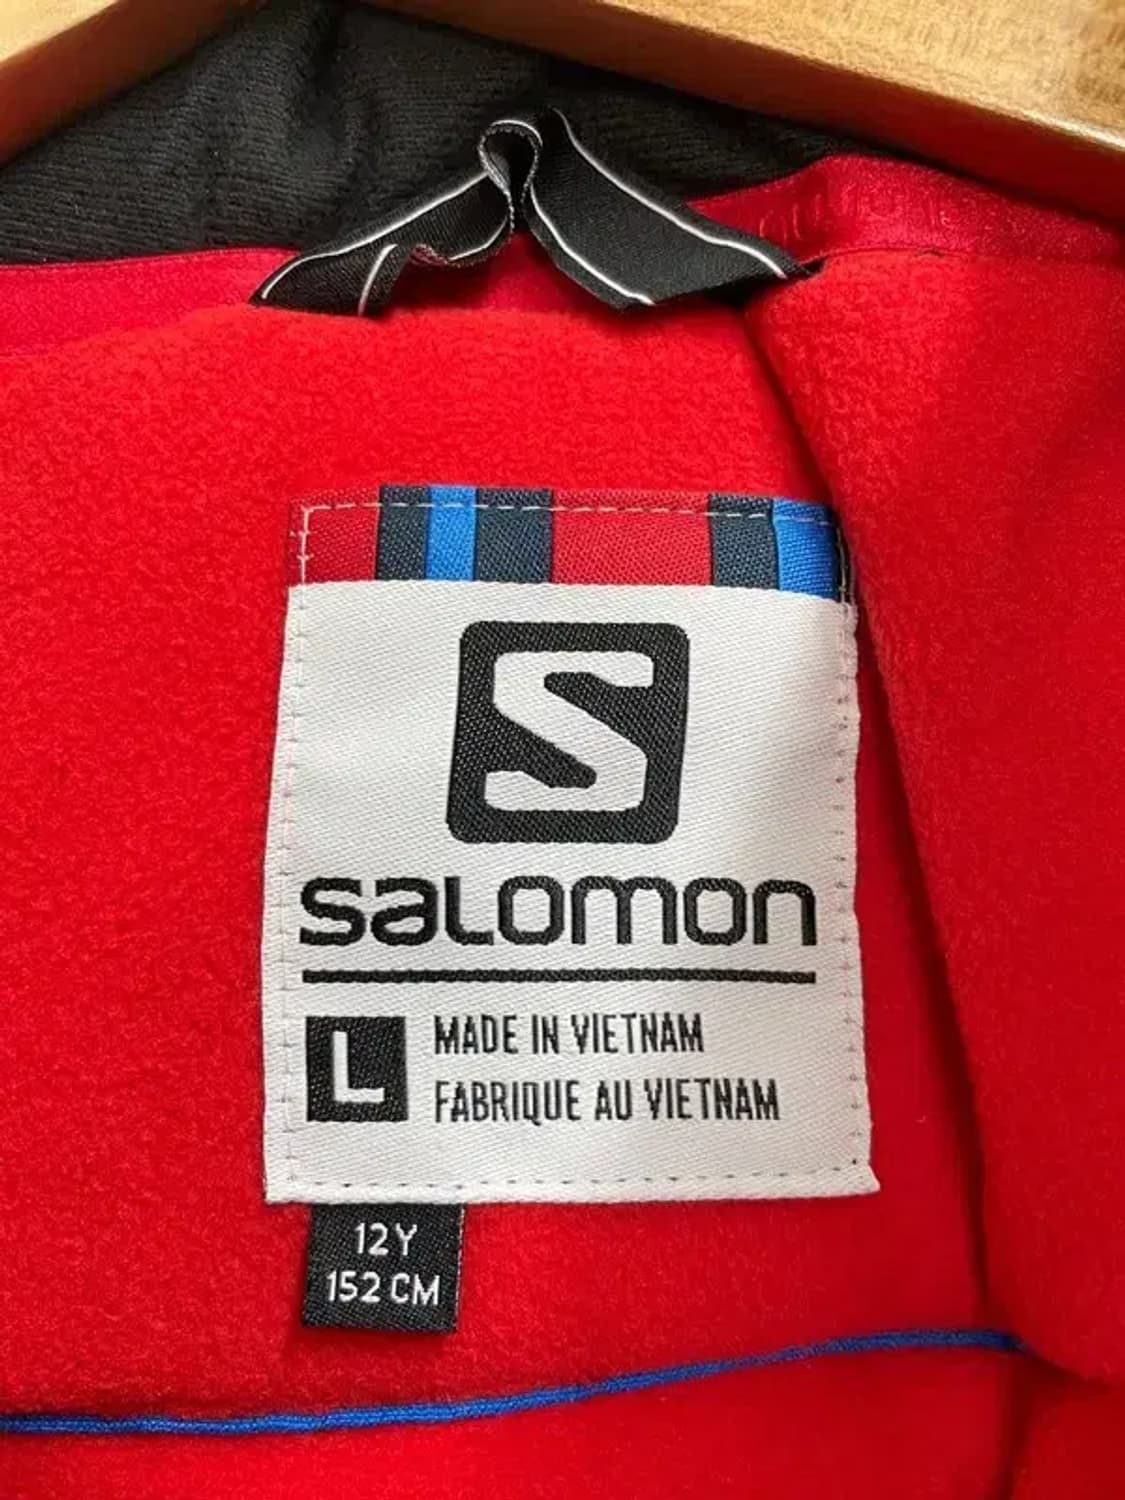 S
salomon
L
MADE IN VIETNAM
FABRIQUE AU VIETNAM
12Y
152 CM